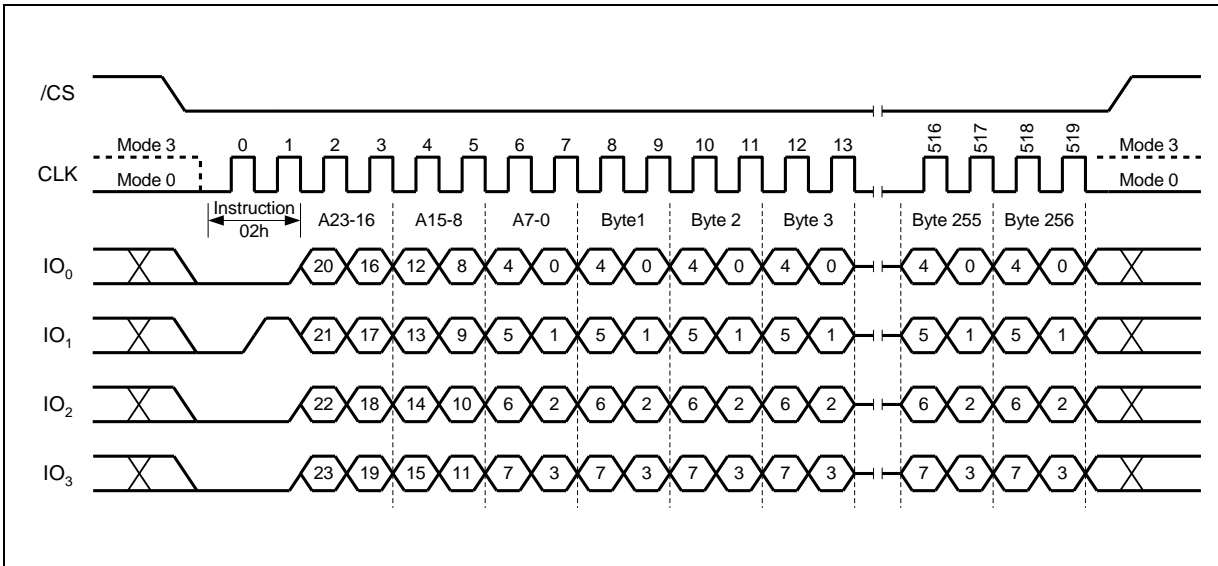 /CS
Mode 3 0 1 2 3 4 5 6 7 8 9 10 11 12 13 516 517 518 519 Mode 3
CLK
Mode 0 Mode 0
Instruction
02h
A23-16 A15-8 A7-0 Byte1 Byte 2 Byte 3 Byte 255 Byte 256
IO0 20 16 12 8 4 0 4 0 4 0 4 0 4 0 4 0
IO1 21 17 13 9 5 1 5 1 5 1 5 1 5 1 5 1
IO2 22 18 14 10 6 2 6 2 6 2 6 2 6 2 6 2
IO3 23 19 15 11 7 3 7 3 7 3 7 3 7 3 7 3